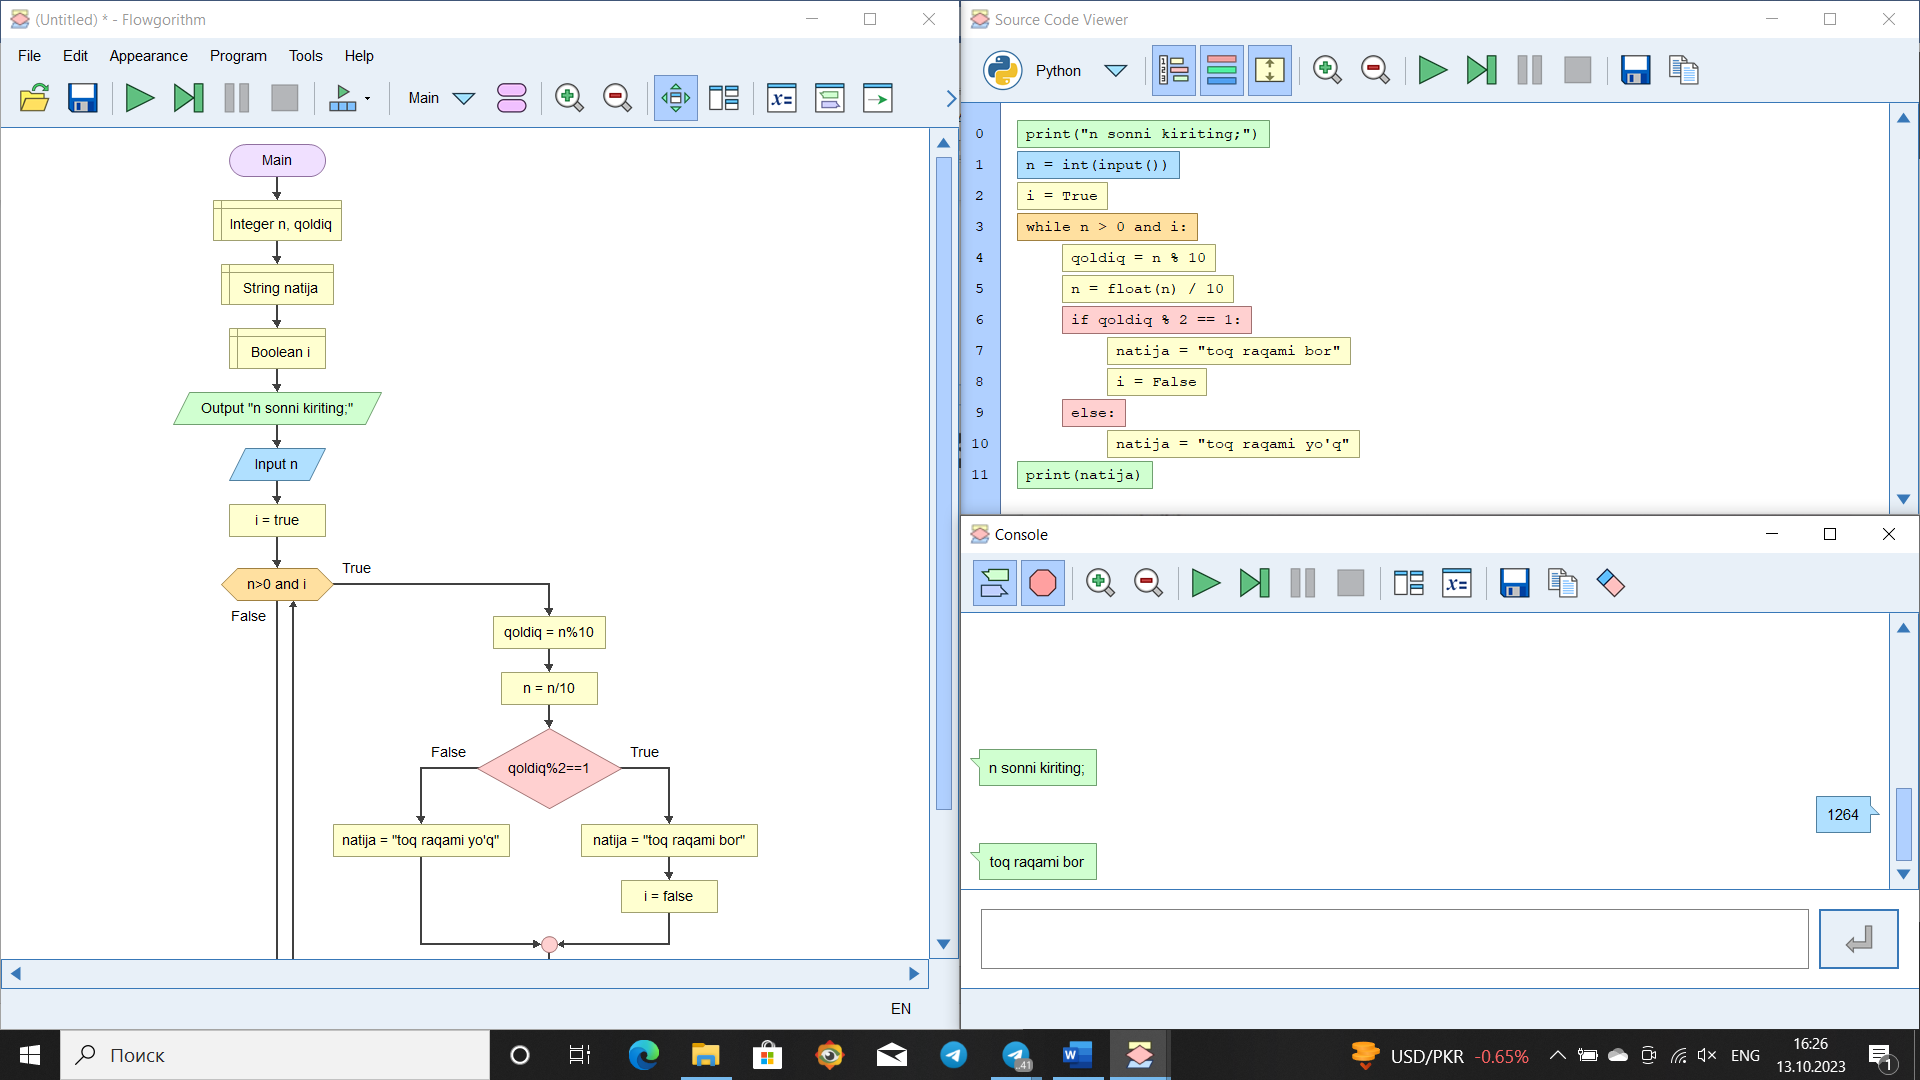 (Untitled) * - Flowgorithm
File Edit Appearance Program Tools Help
Main
Main
Integer n, qoldiq
String natija
Boolean i
Output "n sonni kiriting;"
Input n
i = true
n>0 and i
True
False
qoldiq = n%10
n = n/10
qoldiq%2==1
False
True
natija = "toq raqami yo'q"
natija = "toq raqami bor"
i = false
EN
Source Code Viewer
Python
0 print("n sonni kiriting;")
1 n = int(input())
2 i = True
3 while n > 0 and i:
4 qoldiq = n % 10
5 n = float(n) / 10
6 if qoldiq % 2 == 1:
7 natija = "toq raqami bor"
8 i = False
9 else:
10 natija = "toq raqami yo'q"
11 print(natija)
Console
n sonni kiriting;
1264
toq raqami bor
Поиск
41
USD/PKR -0.65%
ENG
16:26
13.10.2023
1